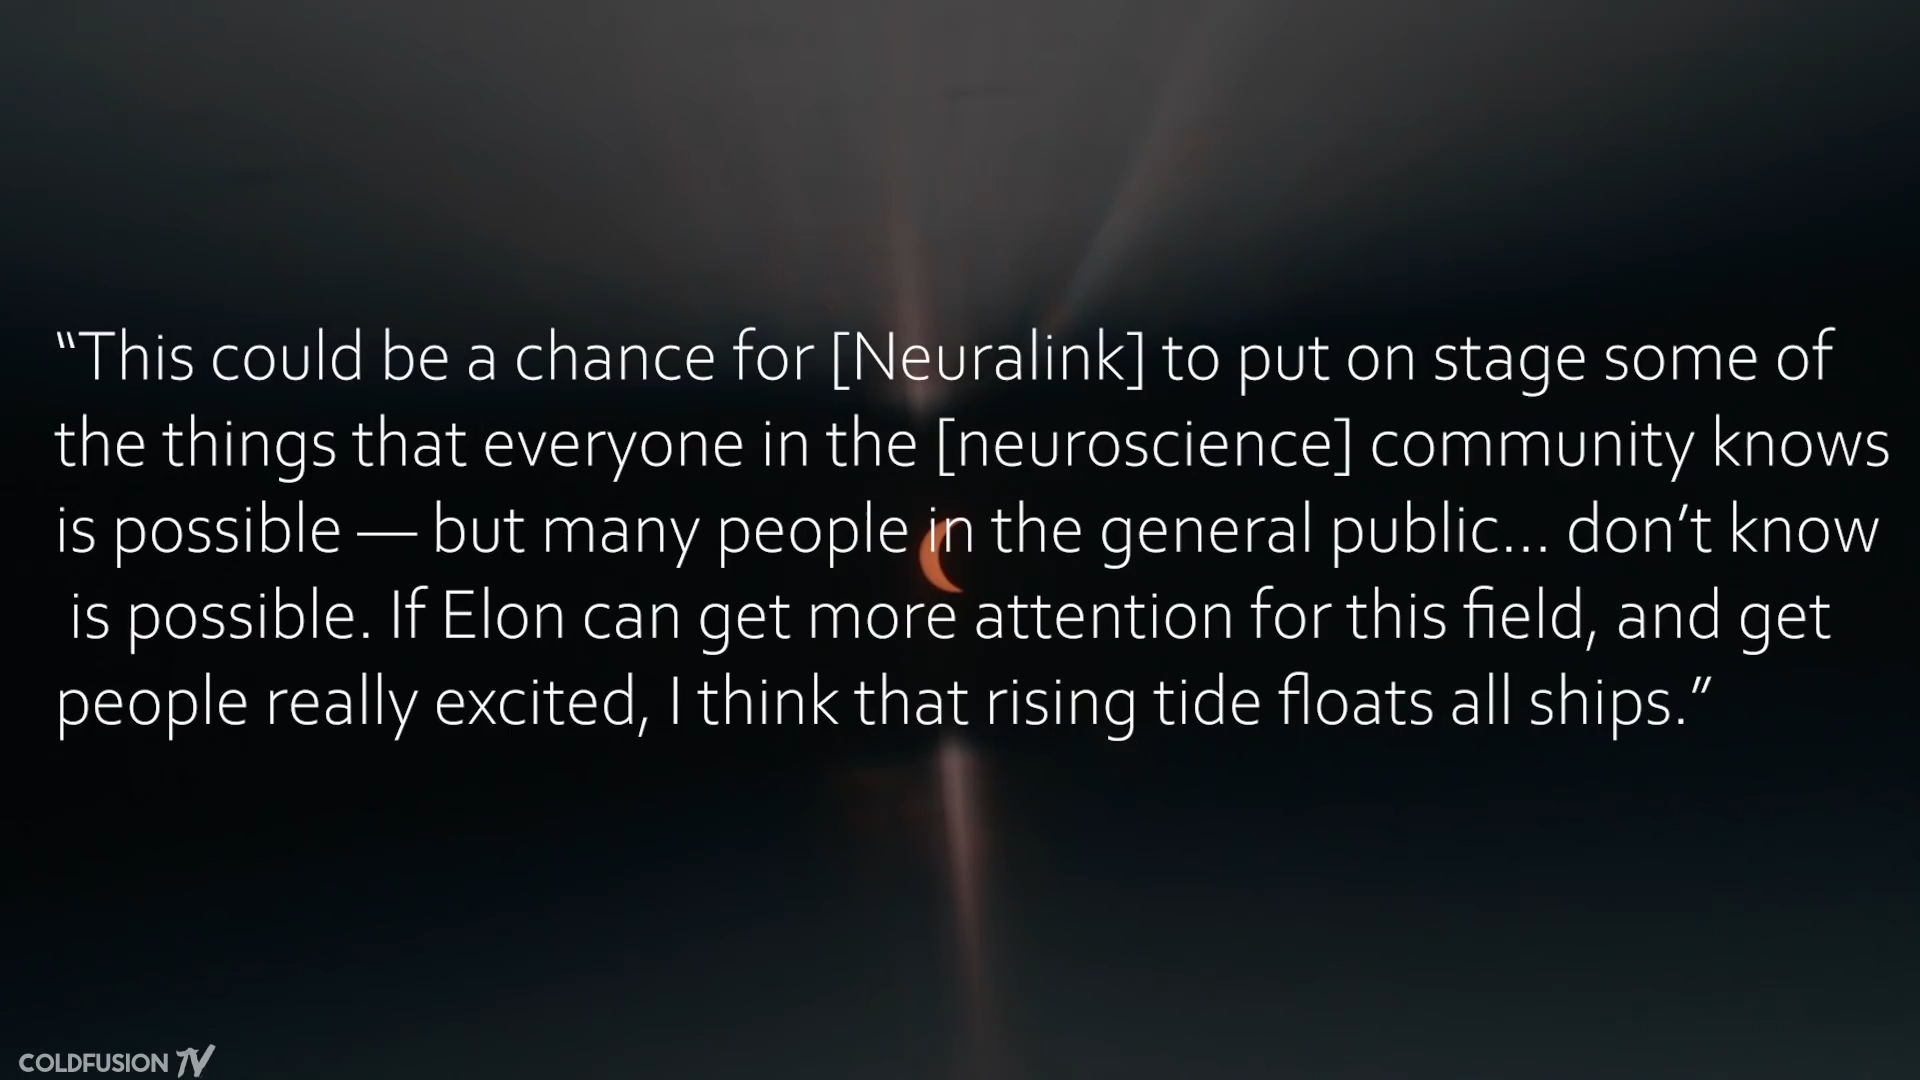 “This could be a chance for [Neuralink] to put on stage some of
the things that everyone in the [neuroscience] community knows
is possible — but many people in the general public... don’t know
is possible. If Elon can get more attention for this field, and get
people really excited, I think that rising tide floats all ships.”
COLDFUSION TV